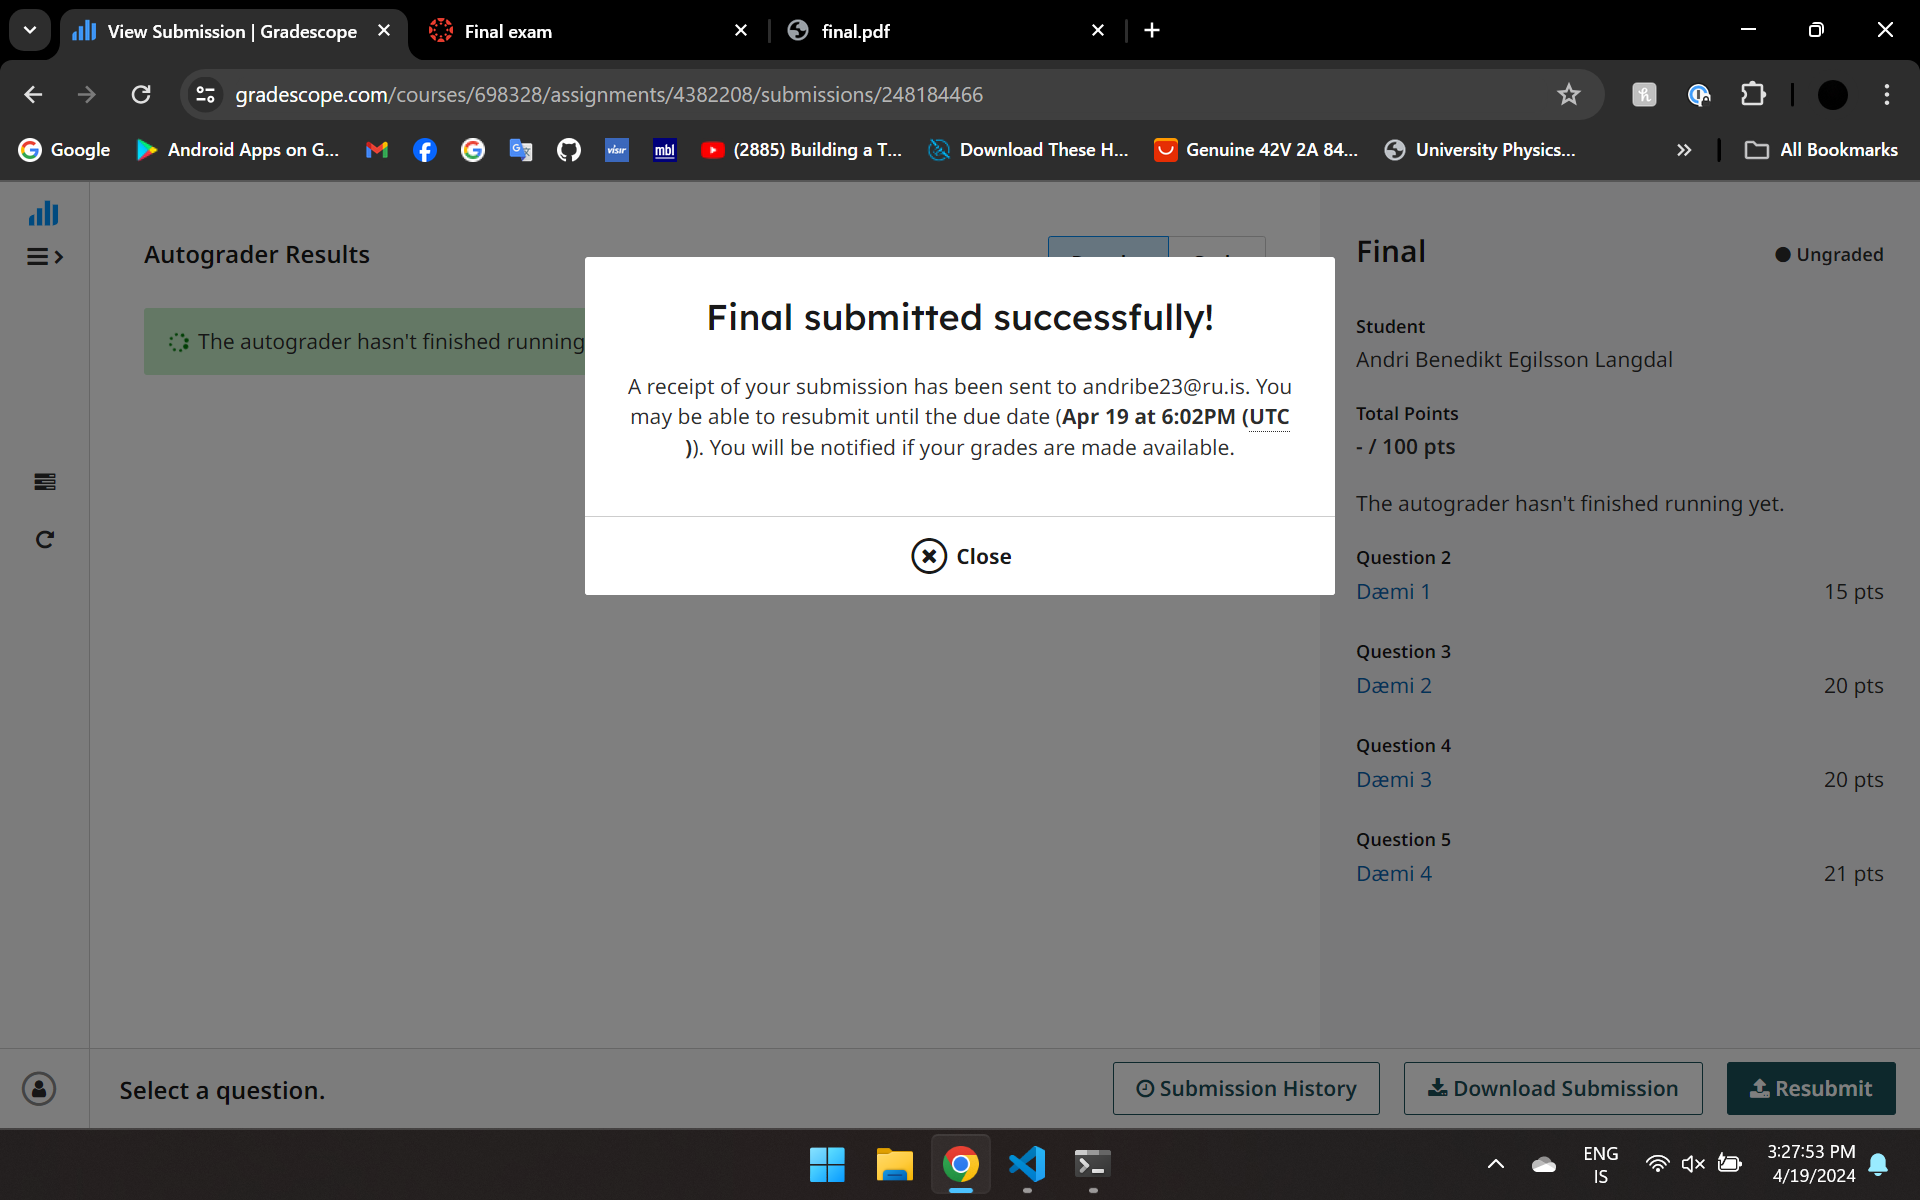 View Submission | Gradescope
Final exam
final.pdf
gradescope.com/courses/698328/assignments/4382208/submissions/248184466
Google
Android Apps on G...
visir
mbl
(2885) Building a T...
Download These H...
Genuine 42V 2A 84...
University Physics...
All Bookmarks
Autograder Results
The autograder hasn't finished running
Final submitted successfully!
A receipt of your submission has been sent to andribe23@ru.is. You
may be able to resubmit until the due date (Apr 19 at 6:02PM (UTC
)). You will be notified if your grades are made available.
Close
Final
Ungraded
Student
Andri Benedikt Egilsson Langdal
Total Points
- / 100 pts
The autograder hasn't finished running yet.
Question 2
Dæmi 1
15 pts
Question 3
Dæmi 2
20 pts
Question 4
Dæmi 3
20 pts
Question 5
Dæmi 4
21 pts
Select a question.
Submission History
Download Submission
Resubmit
ENG
IS
3:27:53 PM
4/19/2024